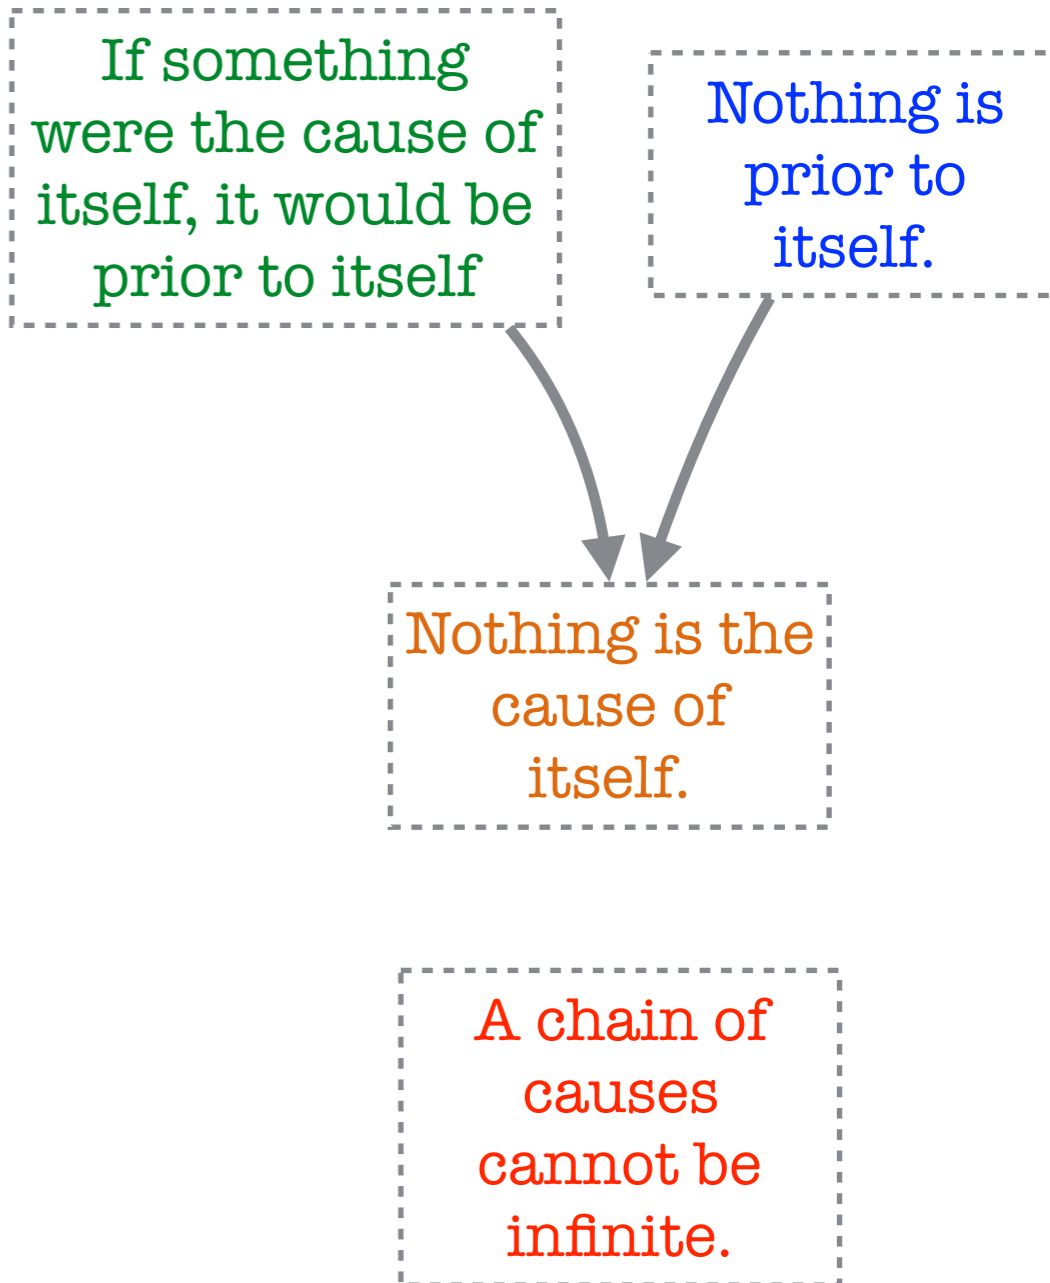 If something
were the cause of
itself, it would be
prior to itself
Nothing is
prior to
itself.
Nothing is the
cause of
itself.
A chain of
causes
cannot be
infinite.